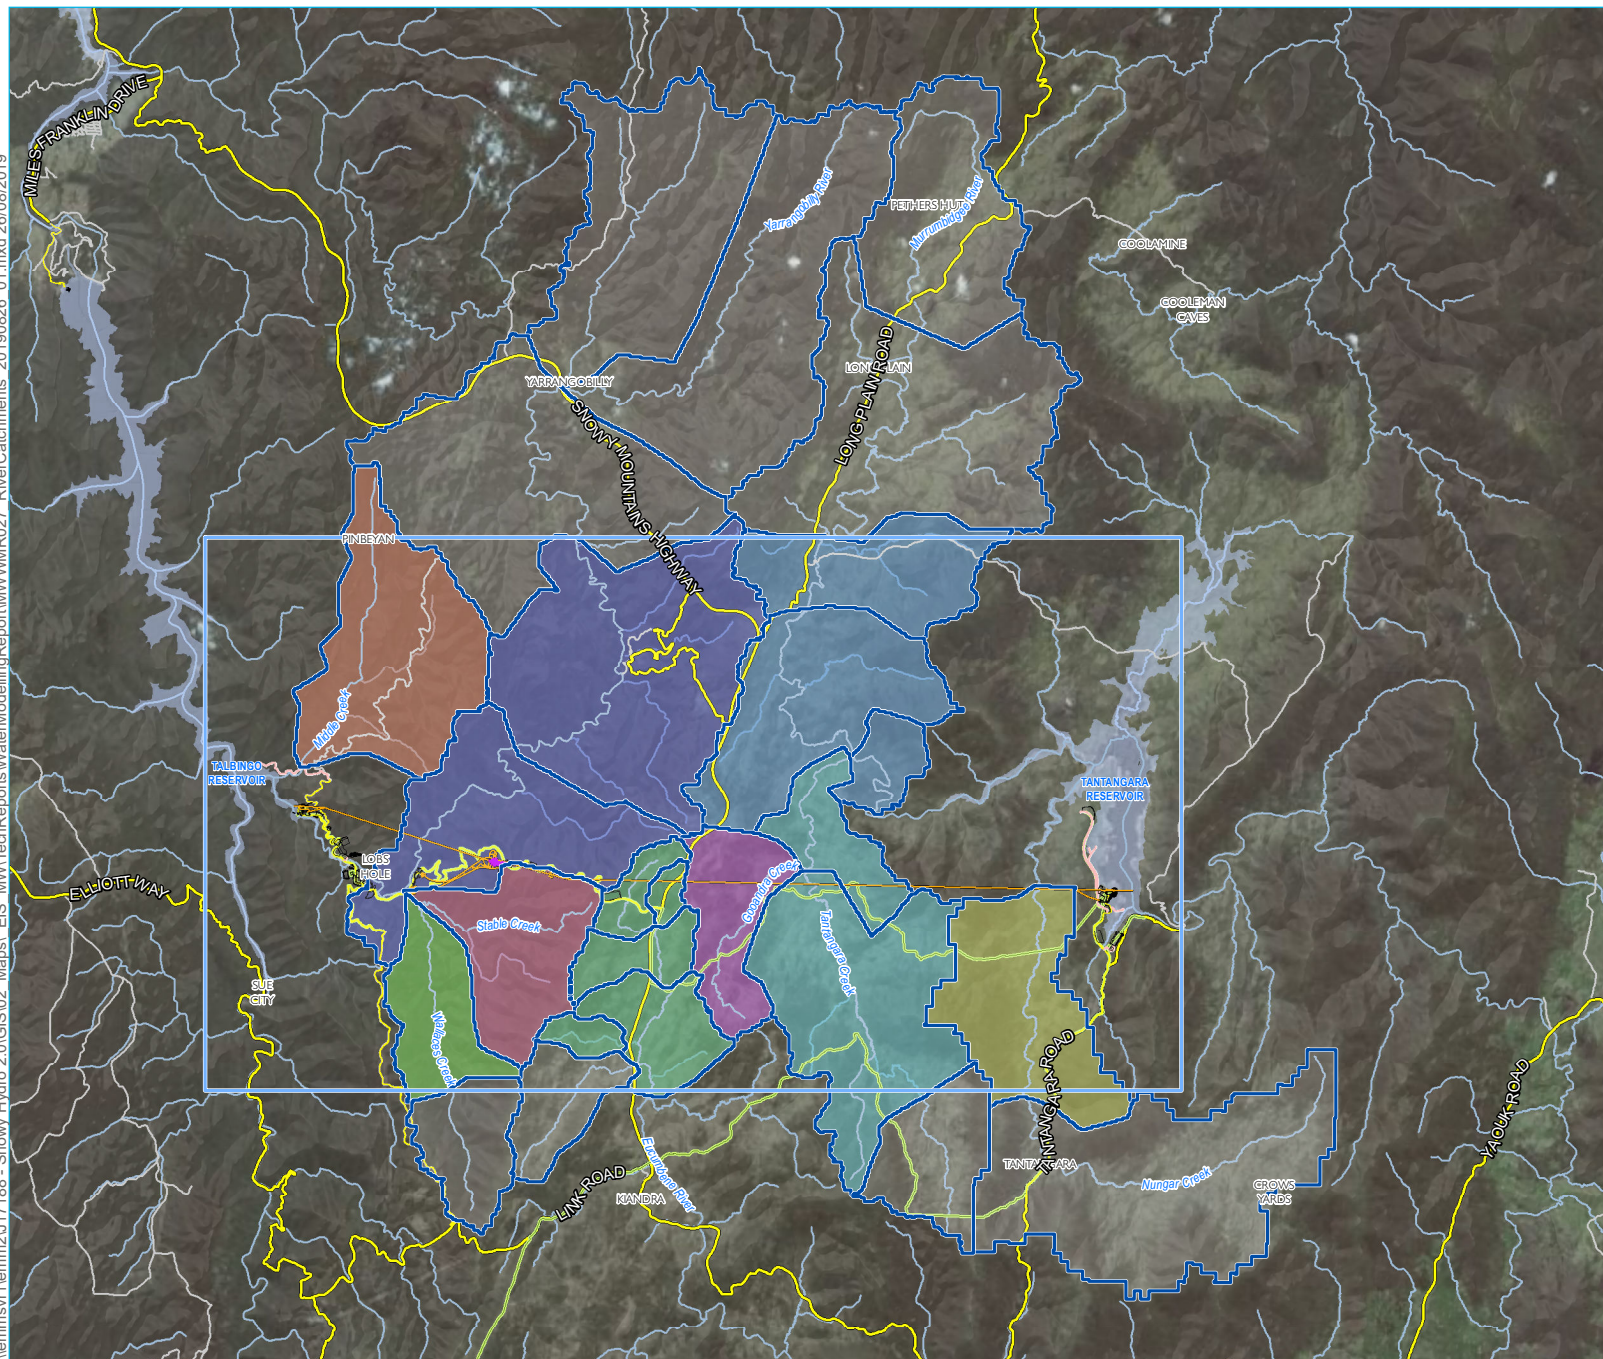 MILES FRANKLIN DRIVE
Yarrangobilly River
PETHERS HUT
Murrumbidgee River
COOLAMINE
COOLEMAN
CAVES
LONG PLAIN
LONG PLAIN ROAD
YARRANGOBILLY
SNOWY MOUNTAINS HIGHWAY
PINBEYAN
Middle Creek
TALBINGO
RESERVOIR
TANTANGARA
RESERVOIR
LOBS
HOLE
ELLIOTT WAY
Stable Creek
Gooandra Creek
Tantangara Creek
SUE
CITY
Wallaces Creek
TANTANGARA ROAD
YAOUK ROAD
LINK ROAD
Eucumbene River
KIANDRA
TANTANGARA
Nungar Creek
CROWS
YARDS